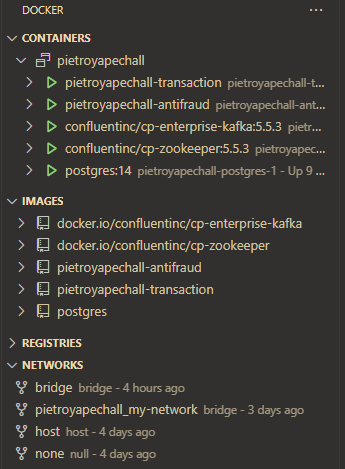 DOCKER
CONTAINERS
pietroyapechall
pietroyapechall-transaction pietroyapechall-t...
pietroyapechall-antifraud pietroyapechall-ant...
confluentinc/cp-enterprise-kafka:5.5.3 pietr...
confluentinc/cp-zookeeper:5.5.3 pietroyapec...
postgres:14 pietroyapechall-postgres-1 - Up 9 ...
IMAGES
docker.io/confluentinc/cp-enterprise-kafka
docker.io/confluentinc/cp-zookeeper
pietroyapechall-antifraud
pietroyapechall-transaction
postgres
REGISTRIES
NETWORKS
bridge bridge - 4 hours ago
pietroyapechall_my-network bridge - 3 days ago
host host - 4 days ago
none null - 4 days ago